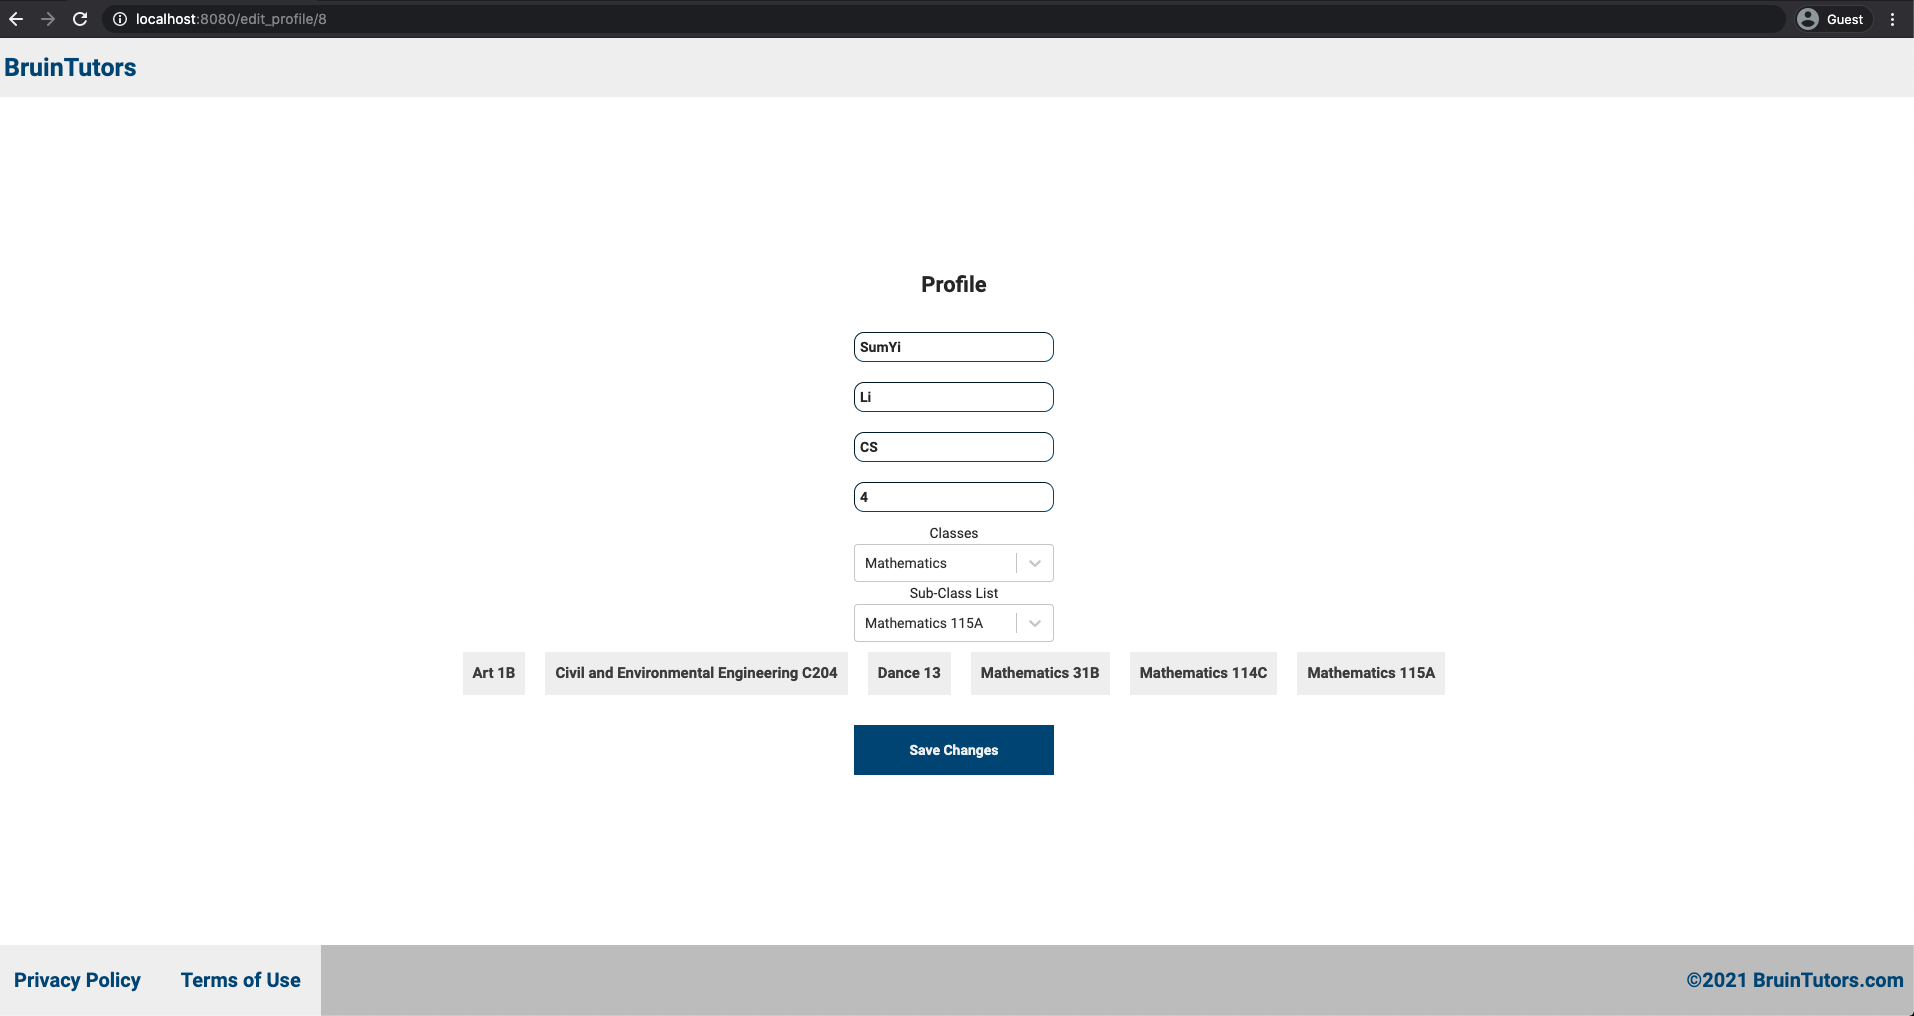 localhost:8080/edit_profile/8
Guest
BruinTutors
Profile
SumYi
Li
CS
4
Classes
Mathematics
Sub-Class List
Mathematics 115A
Art 1B Civil and Environmental Engineering C204 Dance 13 Mathematics 31B Mathematics 114C Mathematics 115A
Save Changes
Privacy Policy Terms of Use ©2021 BruinTutors.com